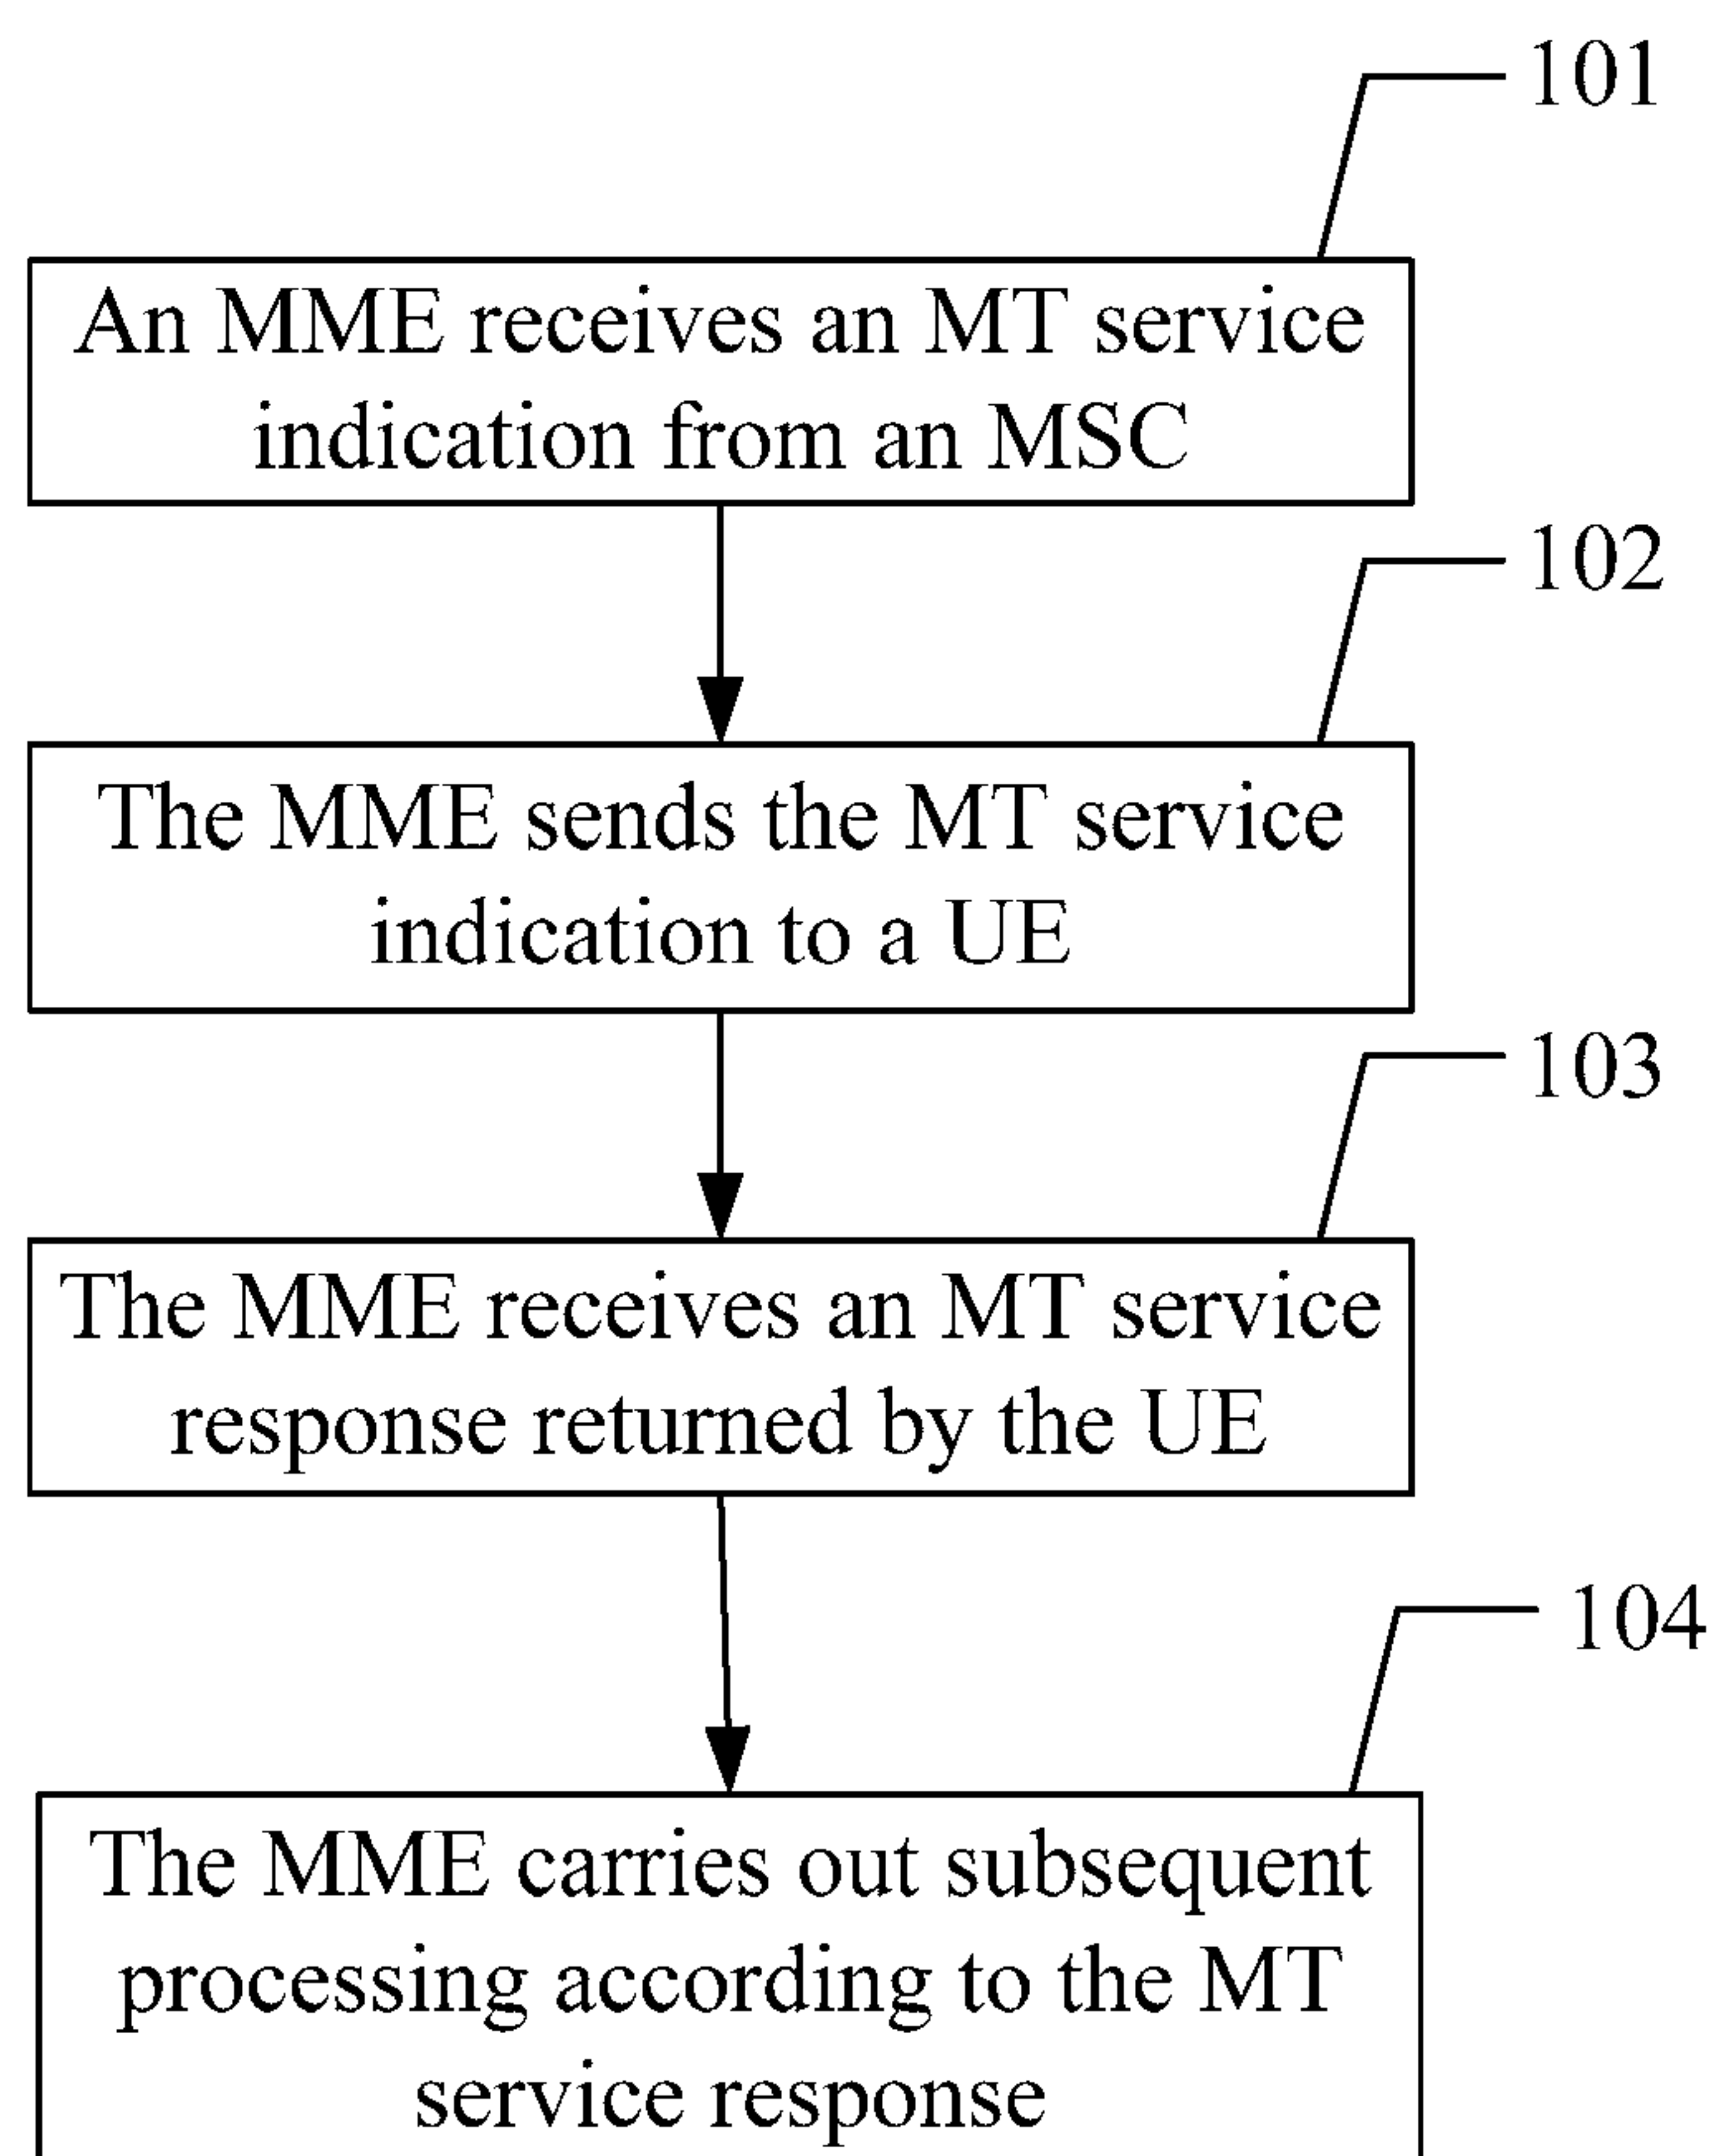 101
An MME receives an MT service
indication from an MSC
102
The MME sends the MT service
indication to a UE
103
The MME receives an MT service
response returned by the UE
104
The MME carries out subsequent
processing according to the MT
service response